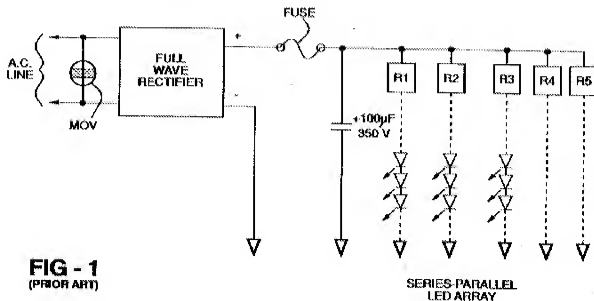 FUSE
A.C.
LINE
MOV
FULL
WAVE
RECTIFIER
+
-
+100µF
350 V
R1
R2
R3
R4
R5
FIG - 1
(PRIOR ART)
SERIES-PARALLEL
LED ARRAY